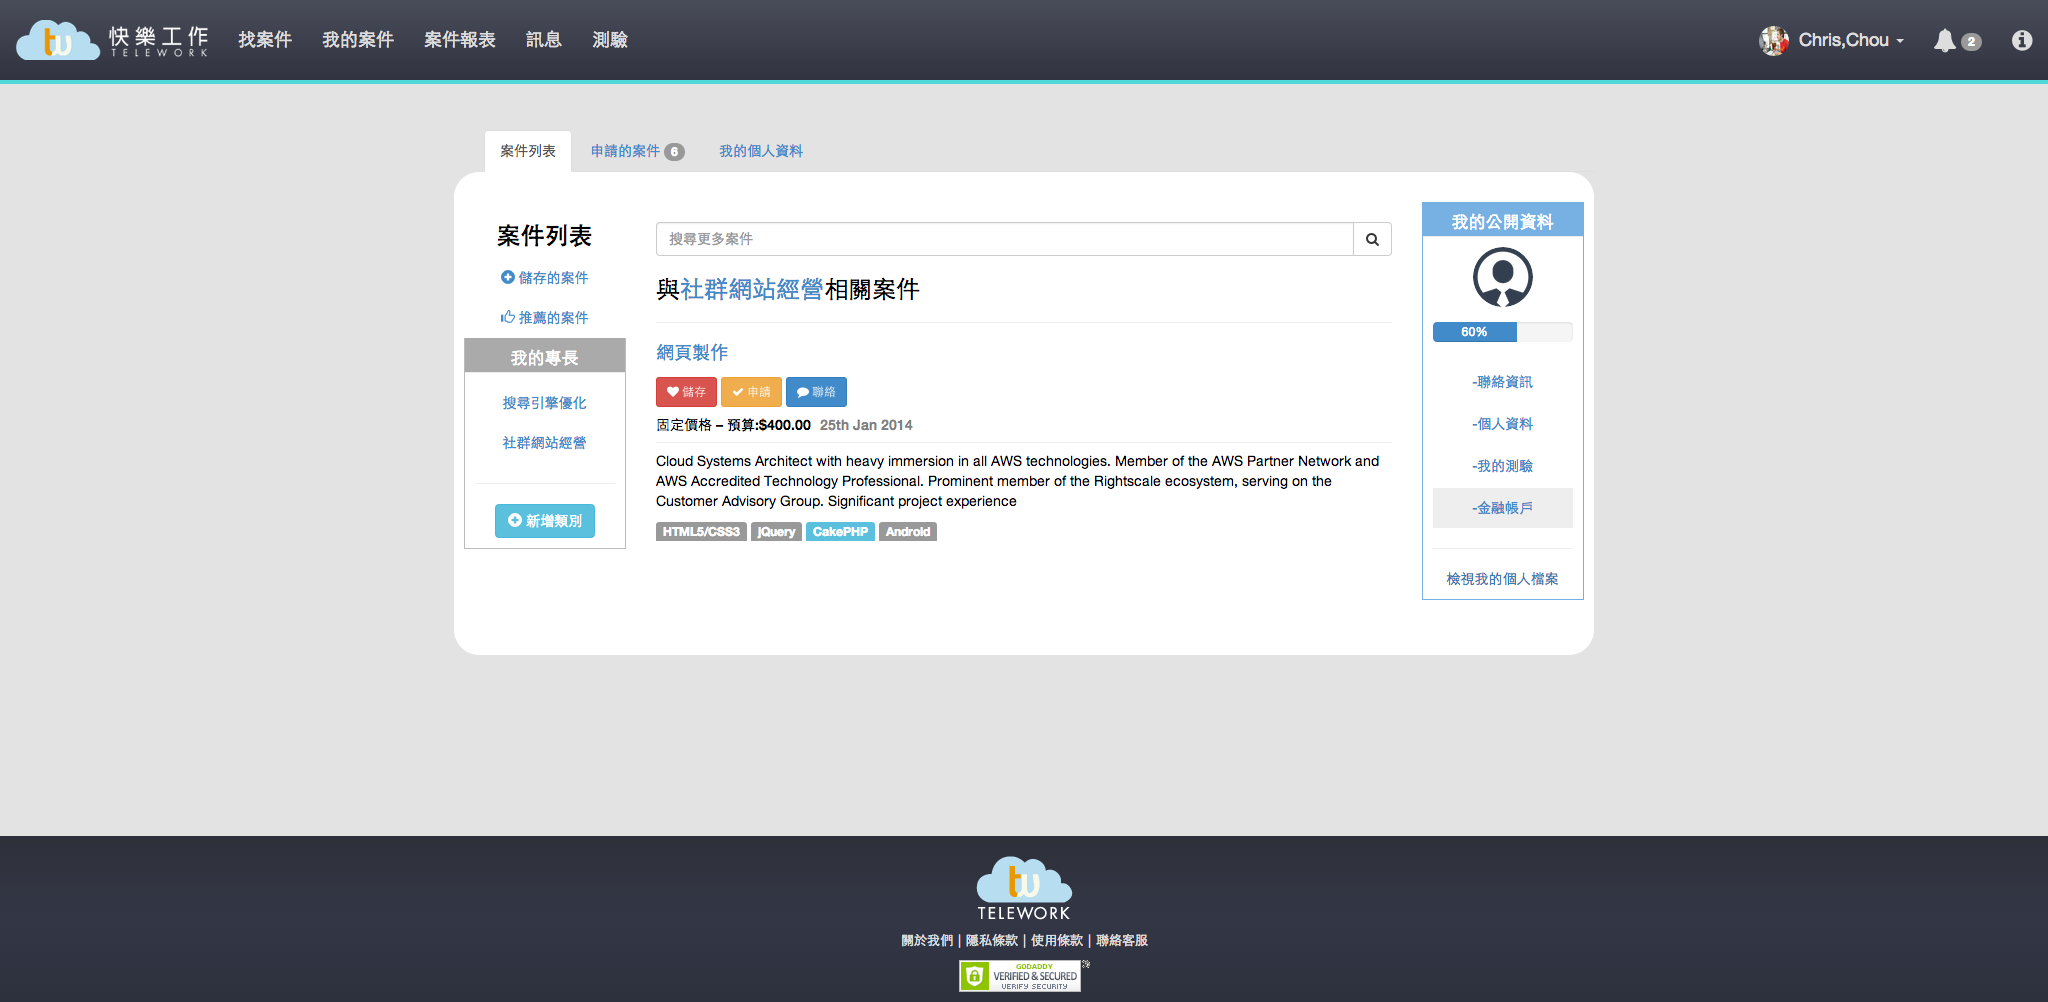 tw 快樂工作 TELEWORK 找案件 我的案件 案件報表 訊息 測驗 Chris,Chou 2
案件列表 申請的案件 6 我的個人資料
案件列表
儲存的案件
推薦的案件
我的專長
搜尋引擎優化
社群網站經營
新增類別
搜尋更多案件
與社群網站經營相關案件
網頁製作
儲存 申請 聯絡
固定價格 – 預算:$400.00 25th Jan 2014
Cloud Systems Architect with heavy immersion in all AWS technologies. Member of the AWS Partner Network and
AWS Accredited Technology Professional. Prominent member of the Rightscale ecosystem, serving on the
Customer Advisory Group. Significant project experience
HTML5/CSS3 jQuery CakePHP Android
我的公開資料
60%
-聯絡資訊
-個人資料
-我的測驗
-金融帳戶
檢視我的個人檔案
tw
TELEWORK
關於我們 | 隱私條款 | 使用條款 | 聯絡客服
GODADDY
VERIFIED & SECURED
VERIFY SECURITY